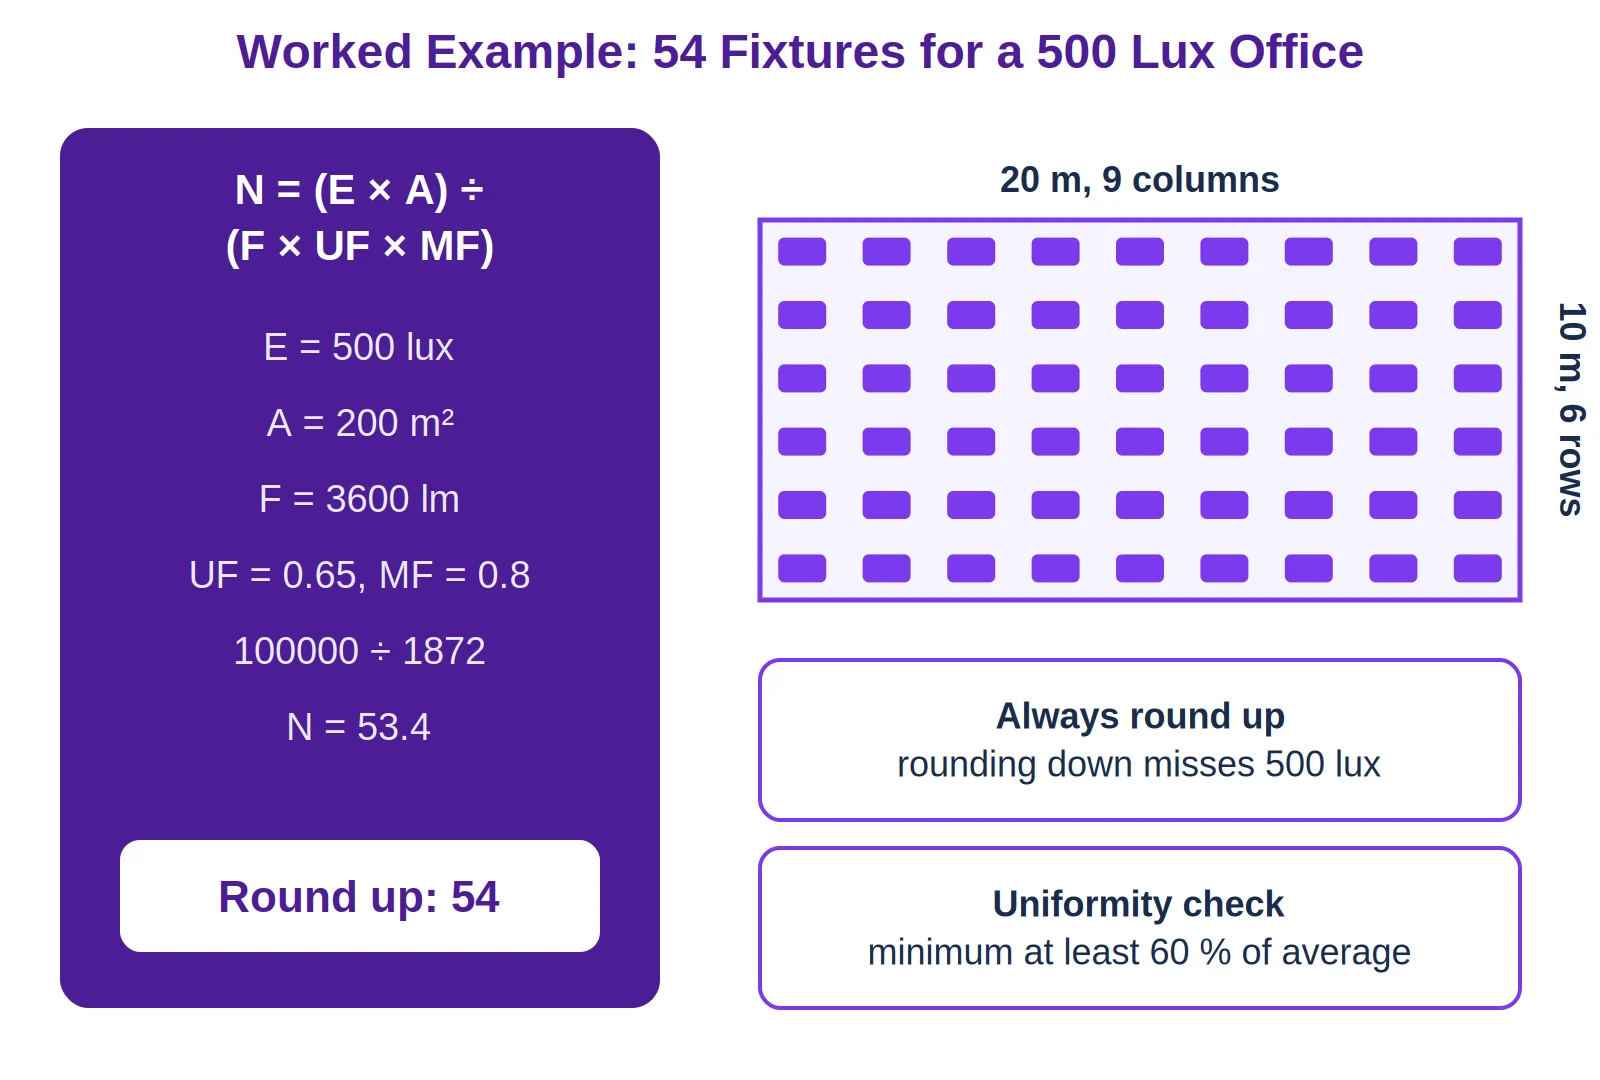 Worked Example: 54 Fixtures for a 500 Lux Office
N = (E × A) ÷
(F × UF × MF)
E = 500 lux
A = 200 m²
F = 3600 lm
UF = 0.65, MF = 0.8
100000 ÷ 1872
N = 53.4
Round up: 54
20 m, 9 columns
10 m, 6 rows
Always round up
rounding down misses 500 lux
Uniformity check
minimum at least 60 % of average